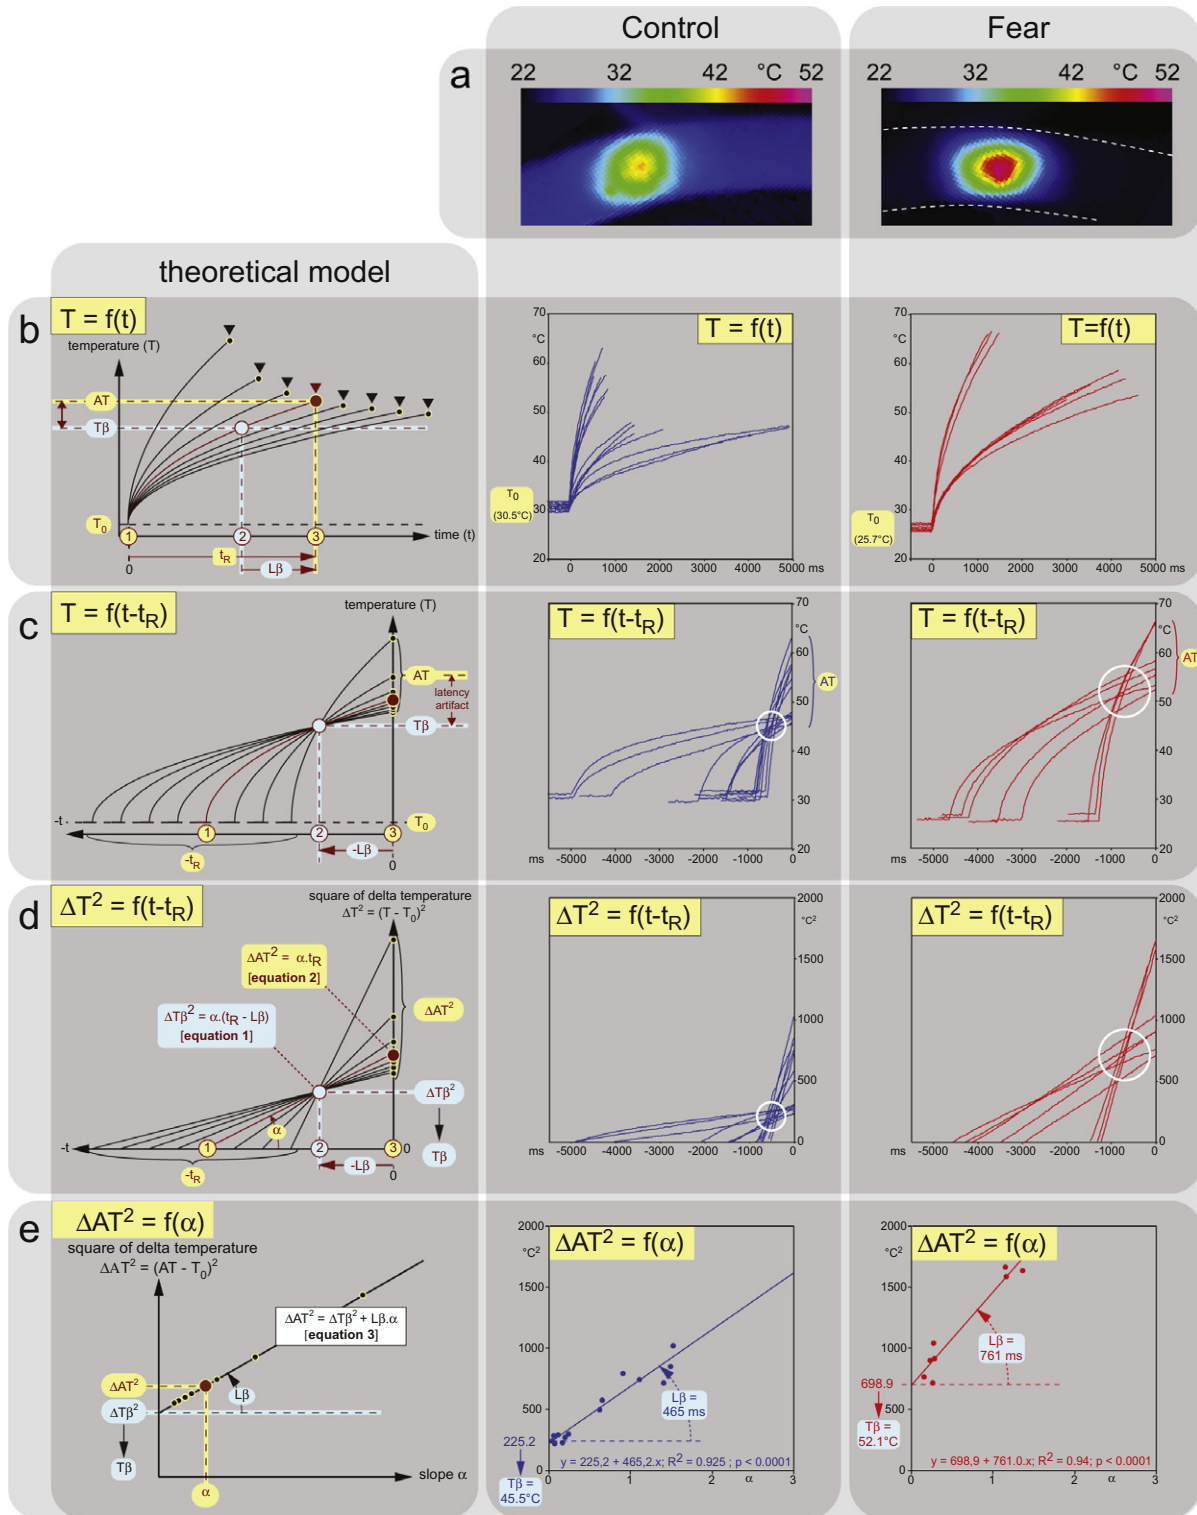 Control
Fear
a
22 32 42 °C 52
22 32 42 °C 52
theoretical model
b
T = f(t)
temperature (T)
AT
Tβ
T0
1 2 3
time (t)
tR
0
Lβ
T = f(t)
70
°C
60
50
40
30
20
T0
(30.5°C)
0 1000 2000 3000 4000 5000 ms
T=f(t)
70
°C
60
50
40
30
20
T0
(25.7°C)
0 1000 2000 3000 4000 5000 ms
c
T = f(t-tR)
temperature (T)
AT
latency
artifact
Tβ
-t
T0
1 2 3
-tR
-Lβ
0
T = f(t-tR)
70
°C
60
AT
50
40
30
20
ms -5000 -4000 -3000 -2000 -1000 0
T = f(t-tR)
70
°C
60
AT
50
40
30
20
ms -5000 -4000 -3000 -2000 -1000 0
d
ΔT² = f(t-tR)
square of delta temperature
ΔT² = (T - T0)²
ΔAT² = α.tR
[equation 2]
ΔTβ² = α.(tR - Lβ)
[equation 1]
ΔAT²
ΔTβ²
α
-t
1 2 3
0
Tβ
-tR
-Lβ
0
ΔT² = f(t-tR)
2000
°C²
1500
1000
500
0
ms -5000 -4000 -3000 -2000 -1000 0
ΔT² = f(t-tR)
2000
°C²
1500
1000
500
0
ms -5000 -4000 -3000 -2000 -1000 0
e
ΔAT² = f(α)
square of delta temperature
ΔAT² = (AT - T0)²
ΔAT² = ΔTβ² + Lβ.α
[equation 3]
ΔAT²
Lβ
ΔTβ²
Tβ
slope α
α
ΔAT² = f(α)
2000
°C²
1500
1000
500
0
Lβ =
465 ms
225.2
y = 225,2 + 465,2.x; R² = 0.925 ; p < 0.0001
Tβ =
45.5°C
0 1 2 α 3
ΔAT² = f(α)
2000
°C²
1500
1000
500
0
Lβ =
761 ms
698.9
Tβ =
52.1°C
y = 698,9 + 761.0.x; R² = 0.94; p < 0.0001
0 1 2 α 3